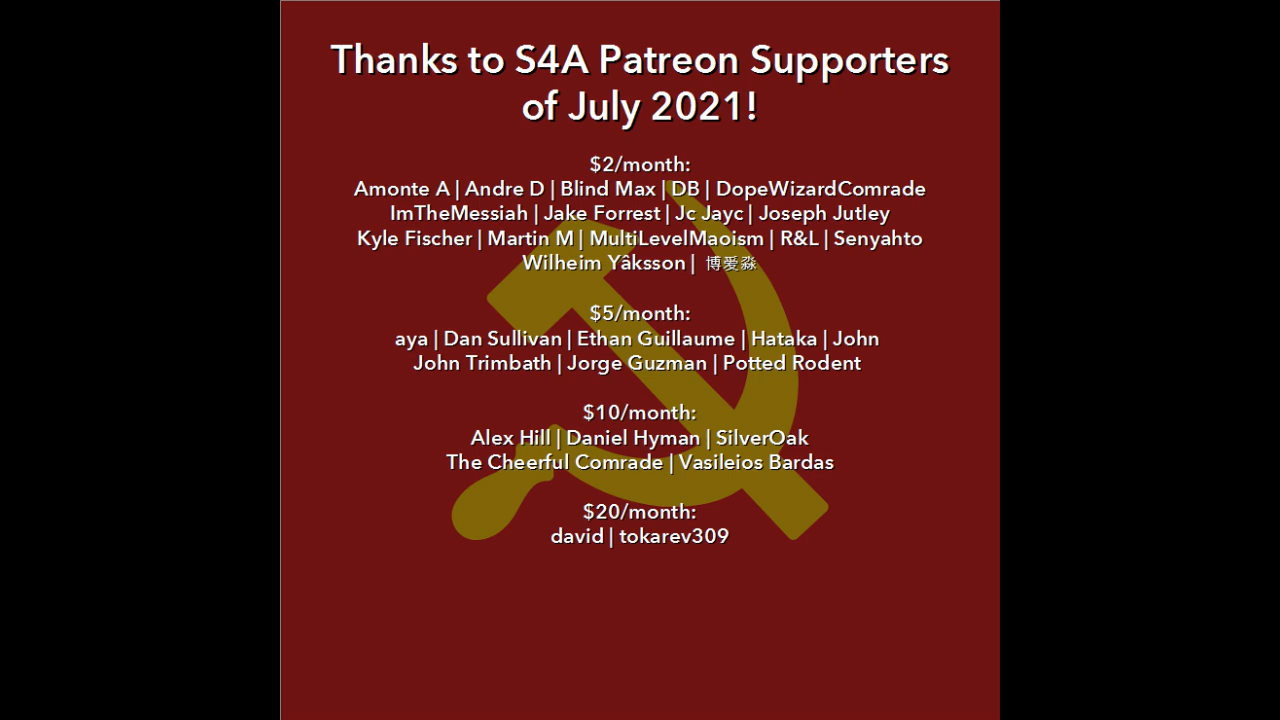 Thanks to S4A Patreon Supporters
of July 2021!
$2/month:
Amonte A | Andre D | Blind Max | DB | DopeWizardComrade
ImTheMessiah | Jake Forrest | Jc Jayc | Joseph Jutley
Kyle Fischer | Martin M | MultiLevelMaoism | R&L | Senyahto
Wilheim Yâksson | 博爱淼
$5/month:
aya | Dan Sullivan | Ethan Guillaume | Hataka | John
John Trimbath | Jorge Guzman | Potted Rodent
$10/month:
Alex Hill | Daniel Hyman | SilverOak
The Cheerful Comrade | Vasileios Bardas
$20/month:
david | tokarev309